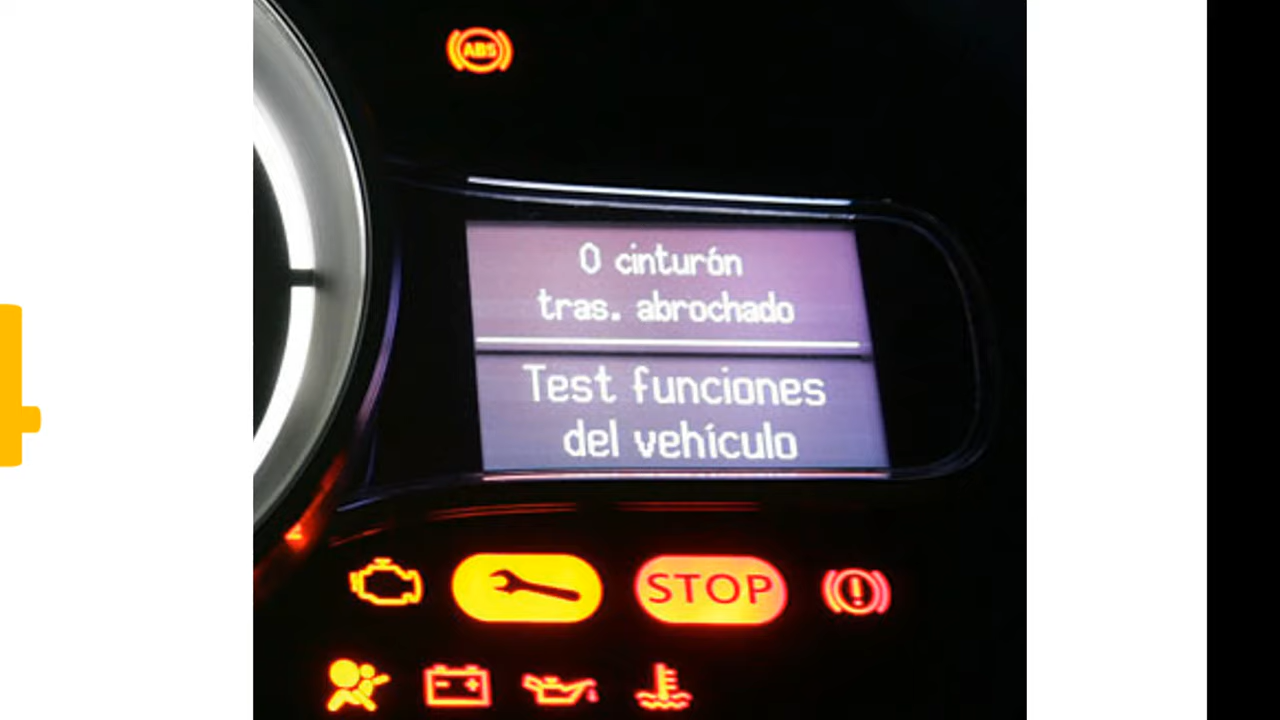 ABS
0 cinturón
tras. abrochado
Test funciones
del vehículo
STOP